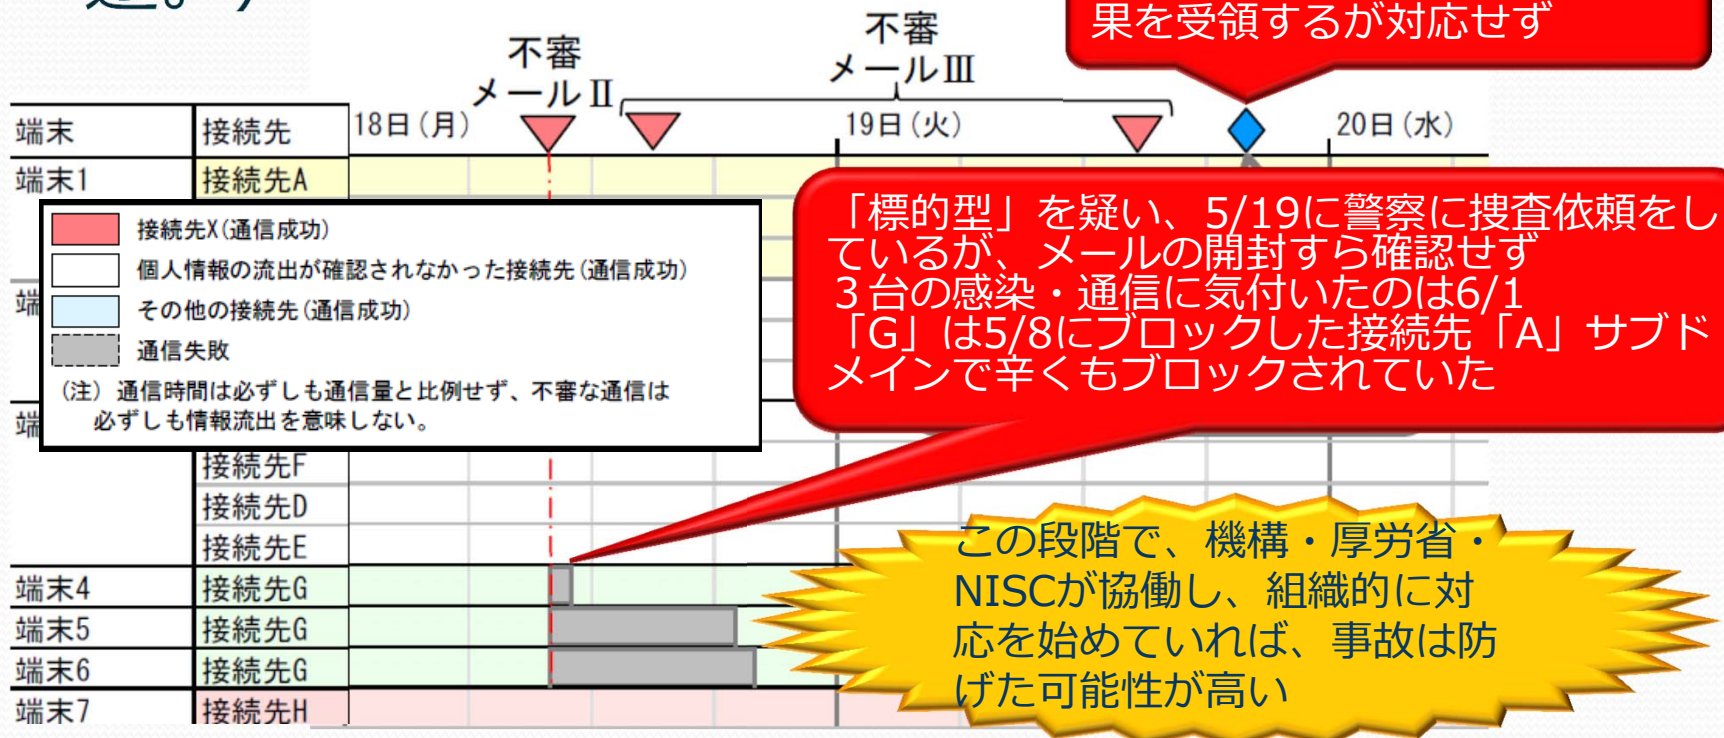 果を受領するが対応せず
不審
メールⅡ
不審
メールⅢ
端末 接続先 18日(月) 19日(火) 20日(水)
端末1 接続先A
接続先X(通信成功)
個人情報の流出が確認されなかった接続先(通信成功)
その他の接続先(通信成功)
通信失敗
(注) 通信時間は必ずしも通信量と比例せず、不審な通信は
必ずしも情報流出を意味しない。
「標的型」を疑い、5/19に警察に捜査依頼をし
ているが、メールの開封すら確認せず
３台の感染・通信に気付いたのは6/1
「G」は5/8にブロックした接続先「A」サブド
メインで辛くもブロックされていた
端
端
接続先F
接続先D
接続先E
端末4 接続先G
端末5 接続先G
端末6 接続先G
端末7 接続先H
この段階で、機構・厚労省・
NISCが協働し、組織的に対
応を始めていれば、事故は防
げた可能性が高い